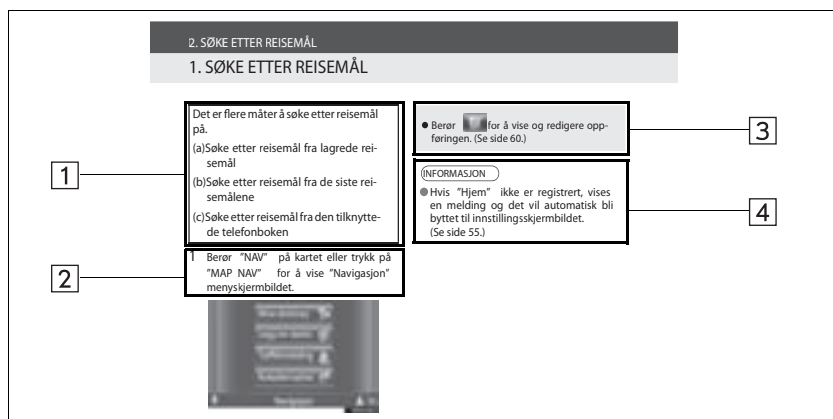 2. SØKE ETTER REISEMÅL
1. SØKE ETTER REISEMÅL
1
Det er flere måter å søke etter reisemål
på.
(a)Søke etter reisemål fra lagrede rei-
semål
(b)Søke etter reisemål fra de siste rei-
semålene
(c)Søke etter reisemål fra den tilknytte-
de telefonboken
2
1 Berør "NAV" på kartet eller trykk på
"MAP NAV" for å vise "Navigasjon"
menyskjermbildet.
3
● Berør for å vise og redigere opp-
føringen. (Se side 60.)
4
INFORMASJON
● Hvis "Hjem" ikke er registrert, vises
en melding og det vil automatisk bli
byttet til innstillingsskjermbildet.
(Se side 55.)